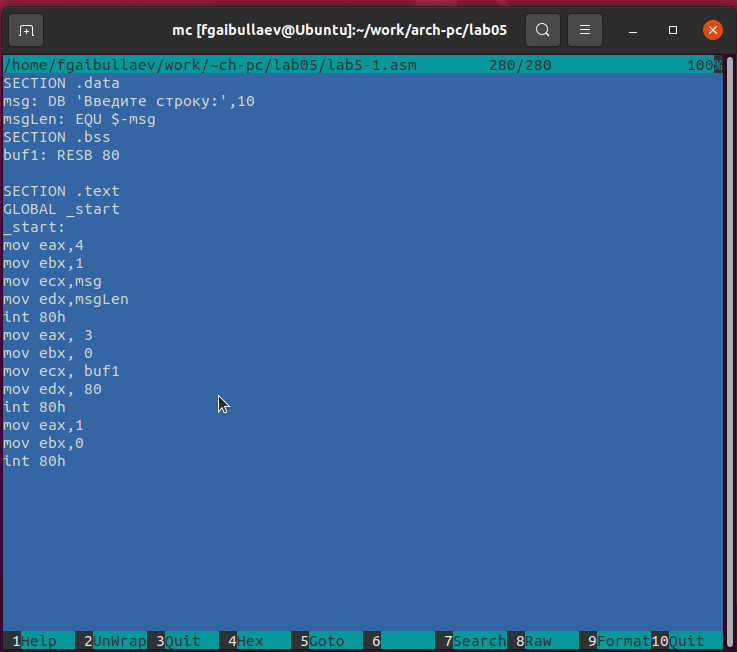 mc [fgaibullaev@Ubuntu]:~/work/arch-pc/lab05
/home/fgaibullaev/work/~ch-pc/lab05/lab5-1.asm 280/280 100%
SECTION .data
msg: DB 'Введите строку:',10
msgLen: EQU $-msg
SECTION .bss
buf1: RESB 80
SECTION .text
GLOBAL _start
_start:
mov eax,4
mov ebx,1
mov ecx,msg
mov edx,msgLen
int 80h
mov eax, 3
mov ebx, 0
mov ecx, buf1
mov edx, 80
int 80h
mov eax,1
mov ebx,0
int 80h
1Help 2UnWrap 3Quit 4Hex 5Goto 6 7Search 8Raw 9Format 10Quit